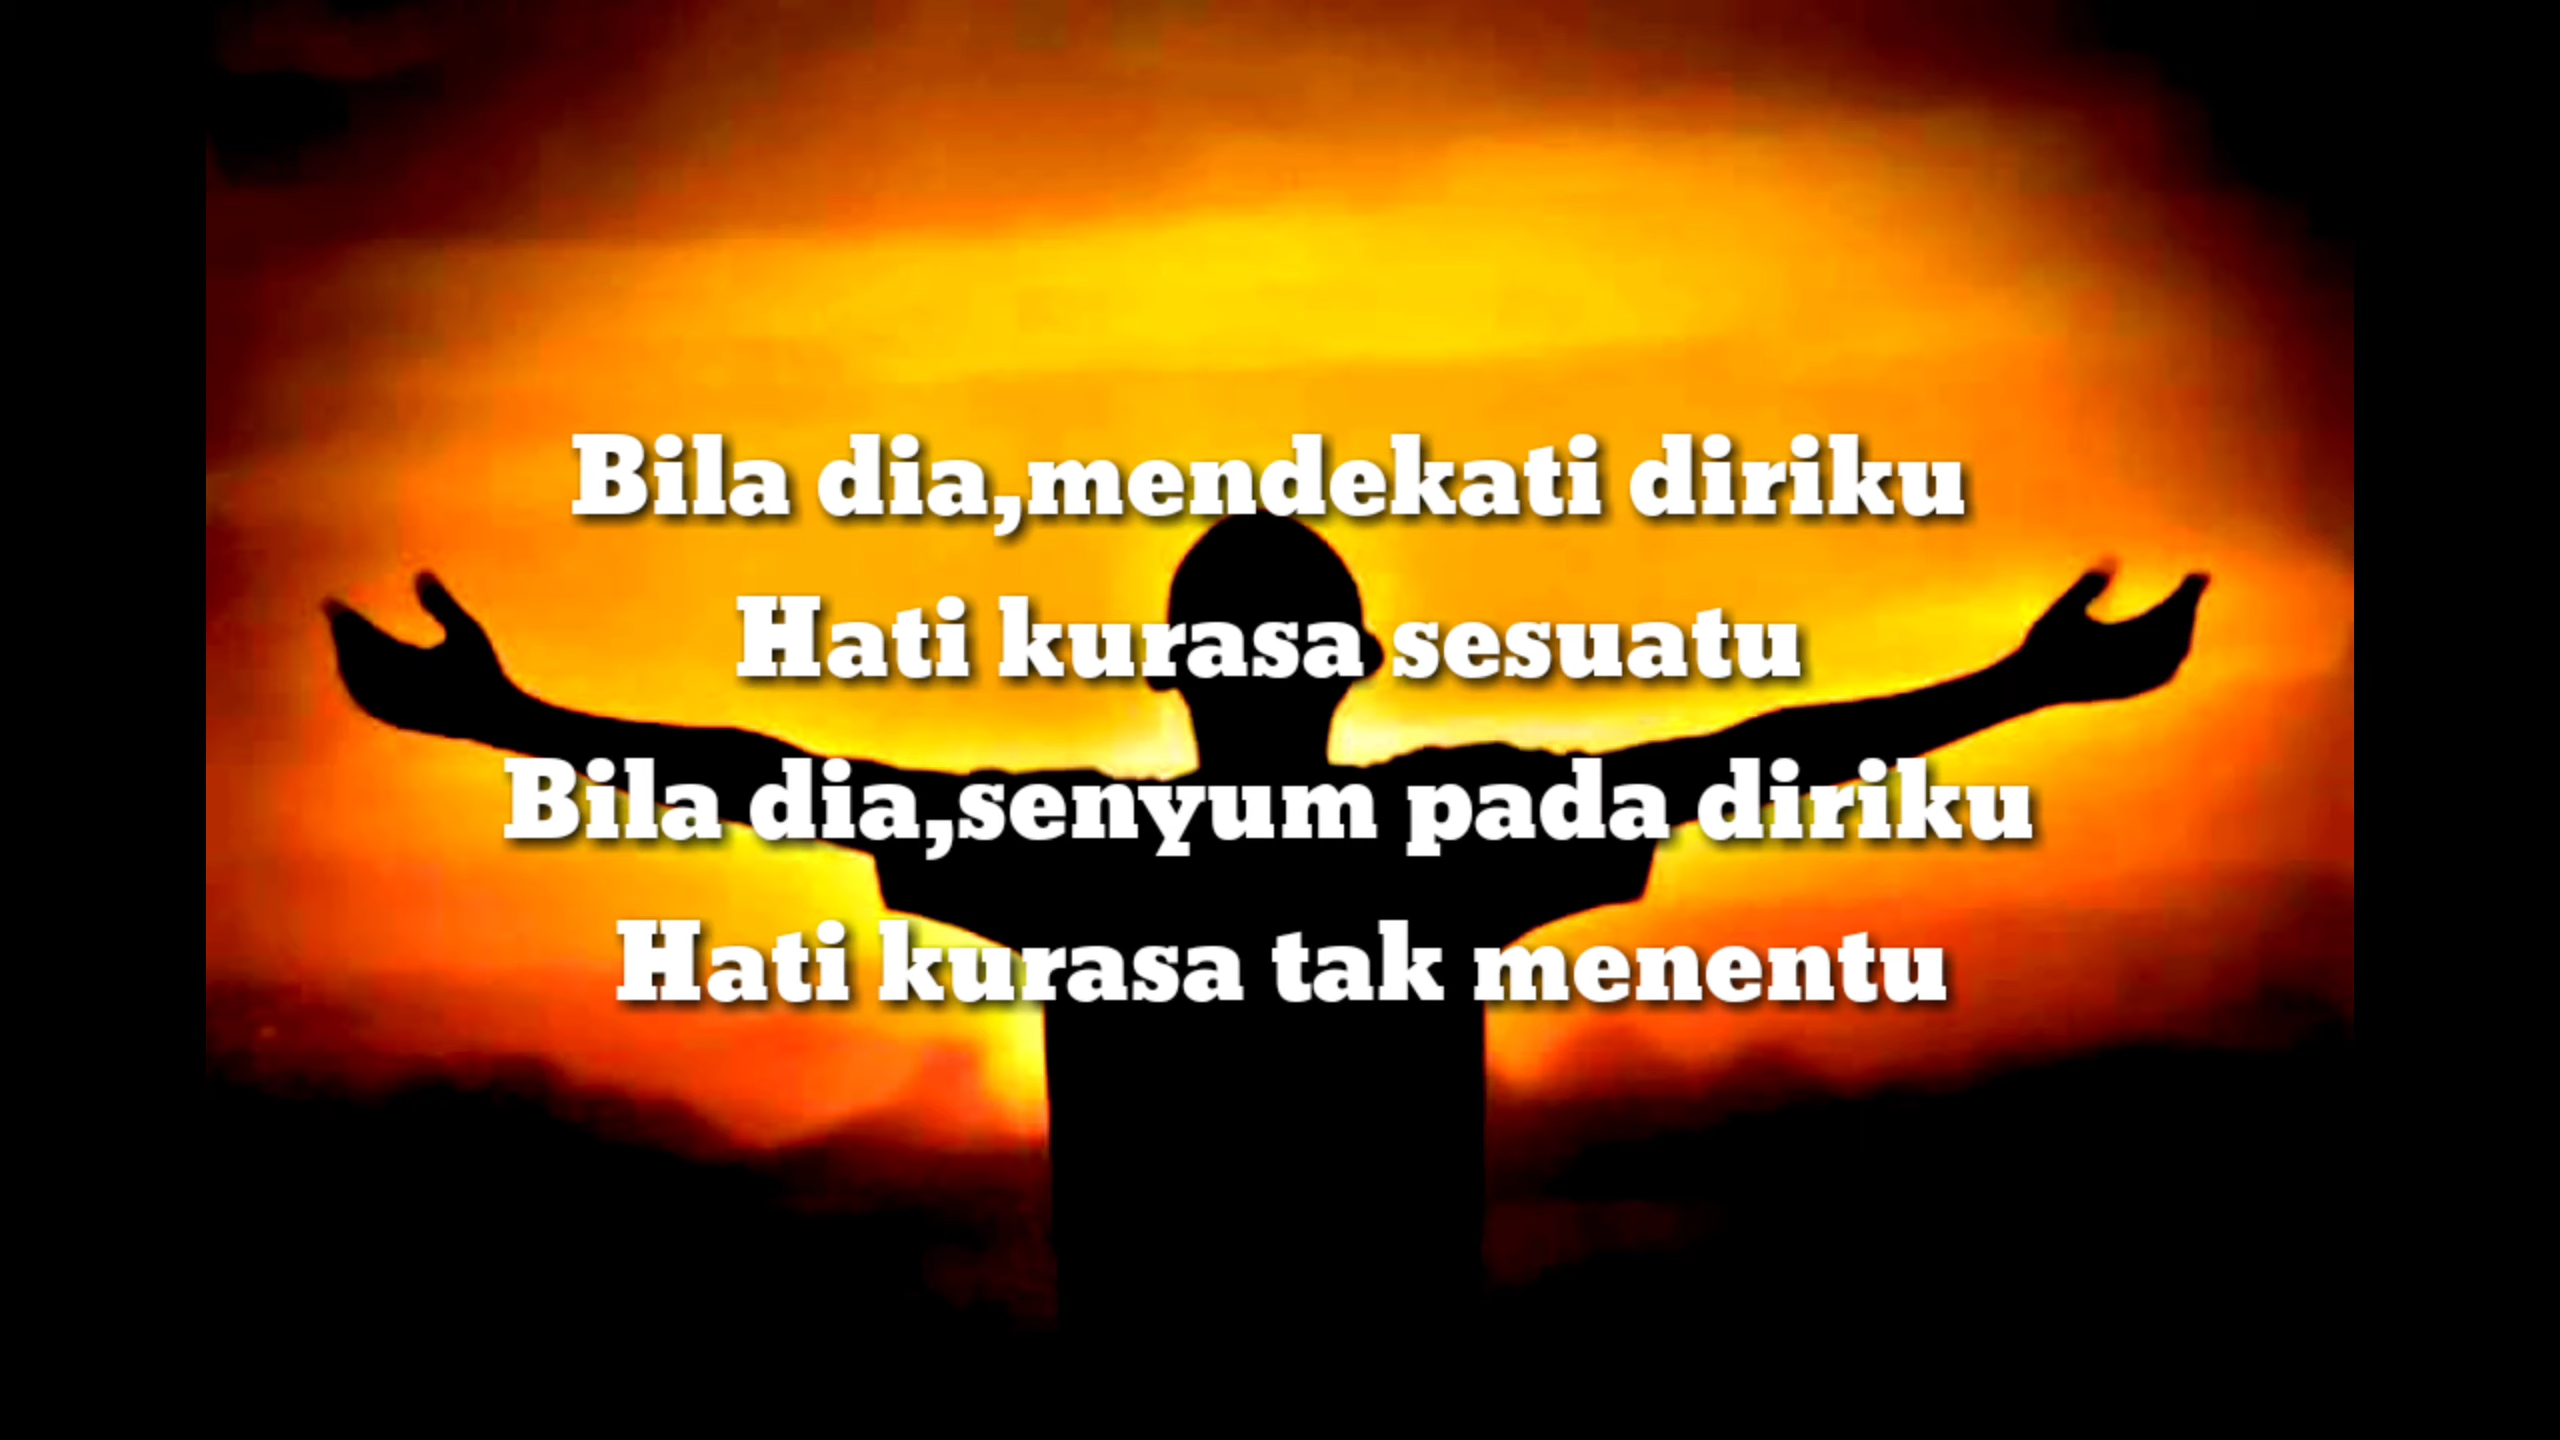 Bila dia,mendekati diriku
Hati kurasa sesuatu
Bila dia,senyum pada diriku
Hati kurasa tak menentu